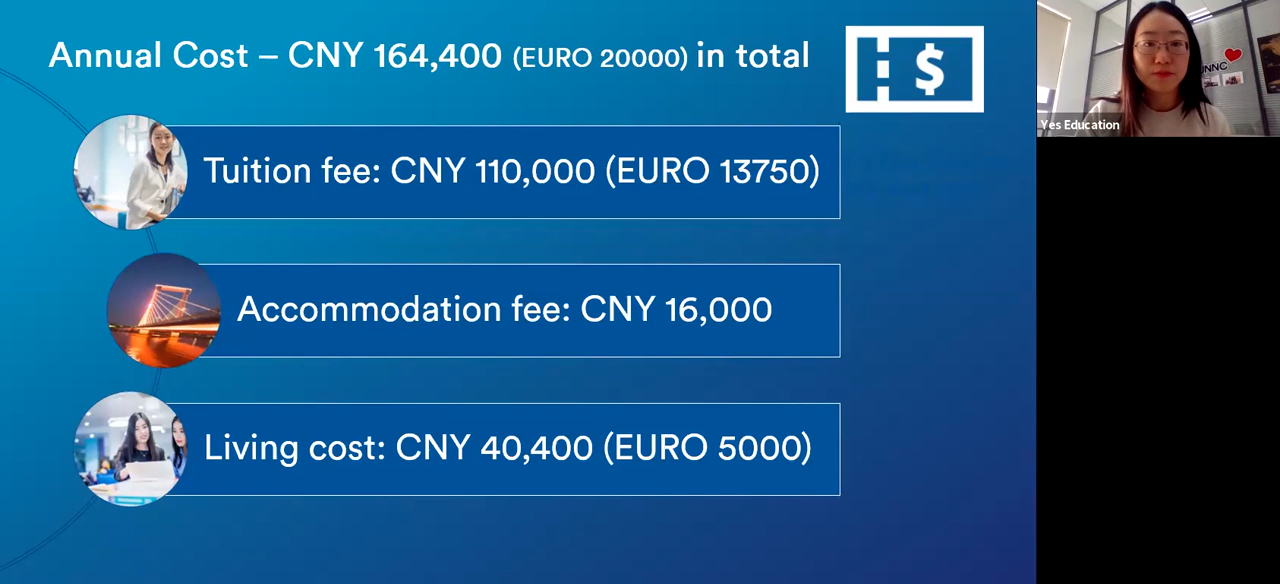 Annual Cost – CNY 164,400 (EURO 20000) in total
$
Tuition fee: CNY 110,000 (EURO 13750)
Accommodation fee: CNY 16,000
Living cost: CNY 40,400 (EURO 5000)
UNNC
Yes Education